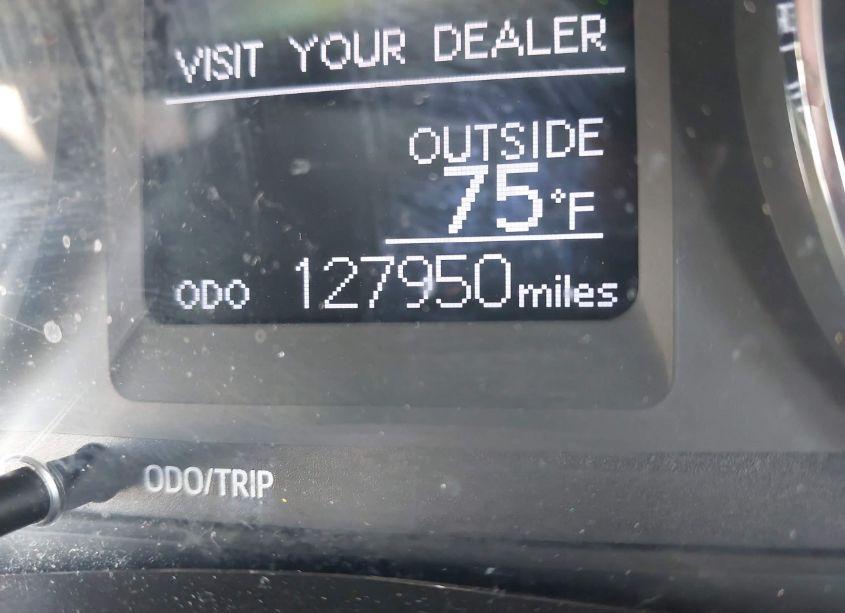 VISIT YOUR DEALER
OUTSIDE
75°F
ODO 127950 miles
ODO/TRIP